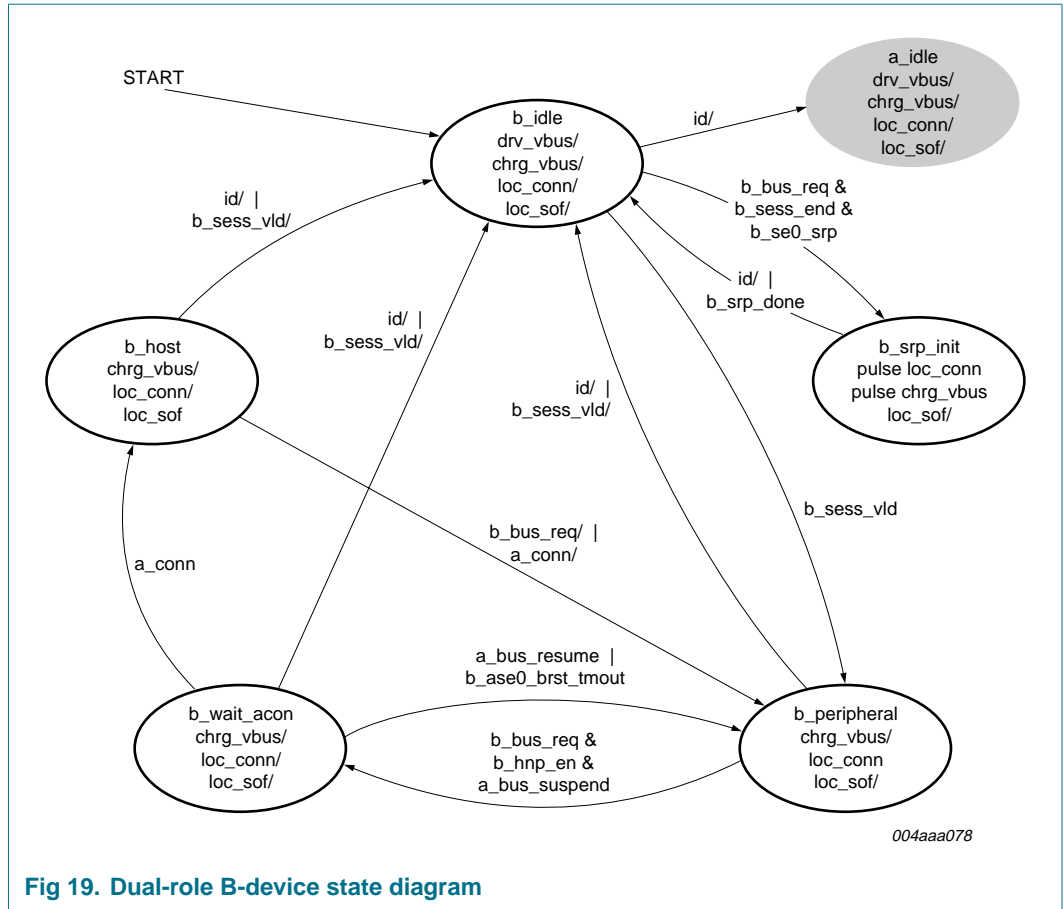 START
a_idle
drv_vbus/
chrg_vbus/
loc_conn/
loc_sof/
b_idle
drv_vbus/
chrg_vbus/
loc_conn/
loc_sof/
id/
b_bus_req &
b_sess_end &
b_se0_srp
id/ |
b_sess_vld/
id/ |
b_srp_done
id/ |
b_sess_vld/
b_host
chrg_vbus/
loc_conn/
loc_sof
b_srp_init
pulse loc_conn
pulse chrg_vbus
loc_sof/
id/ |
b_sess_vld/
b_sess_vld
b_bus_req/ |
a_conn/
a_conn
a_bus_resume |
b_ase0_brst_tmout
b_wait_acon
chrg_vbus/
loc_conn/
loc_sof/
b_bus_req &
b_hnp_en &
a_bus_suspend
b_peripheral
chrg_vbus/
loc_conn
loc_sof/
004aaa078
Fig 19. Dual-role B-device state diagram